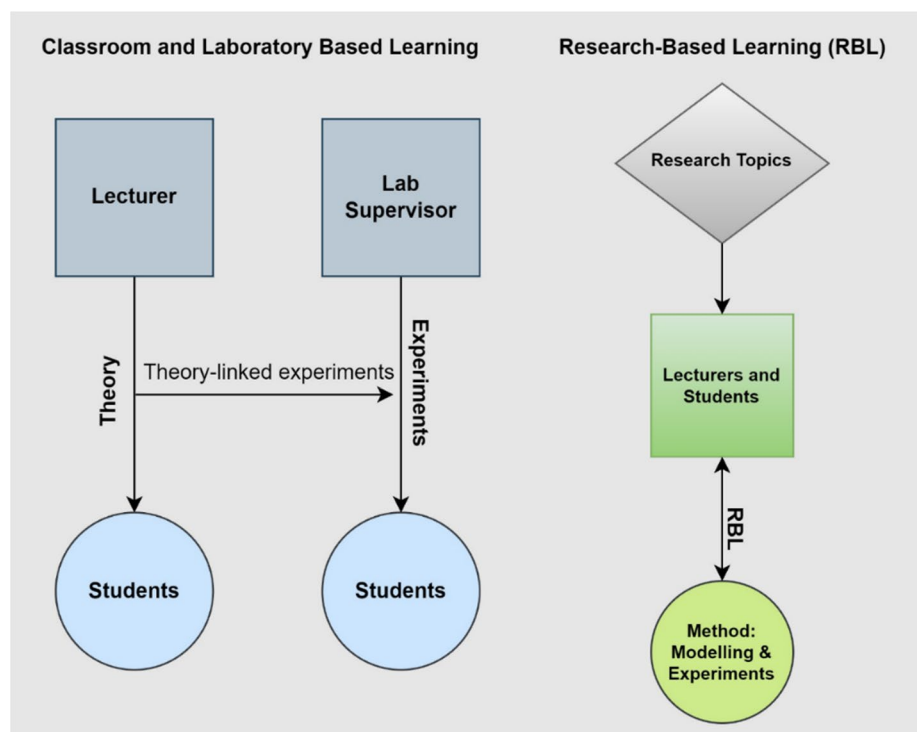 Classroom and Laboratory Based Learning
Lecturer
Lab
Supervisor
Theory
Theory-linked experiments
Experiments
Students
Students
Research-Based Learning (RBL)
Research Topics
Lecturers and
Students
RBL
Method:
Modelling &
Experiments